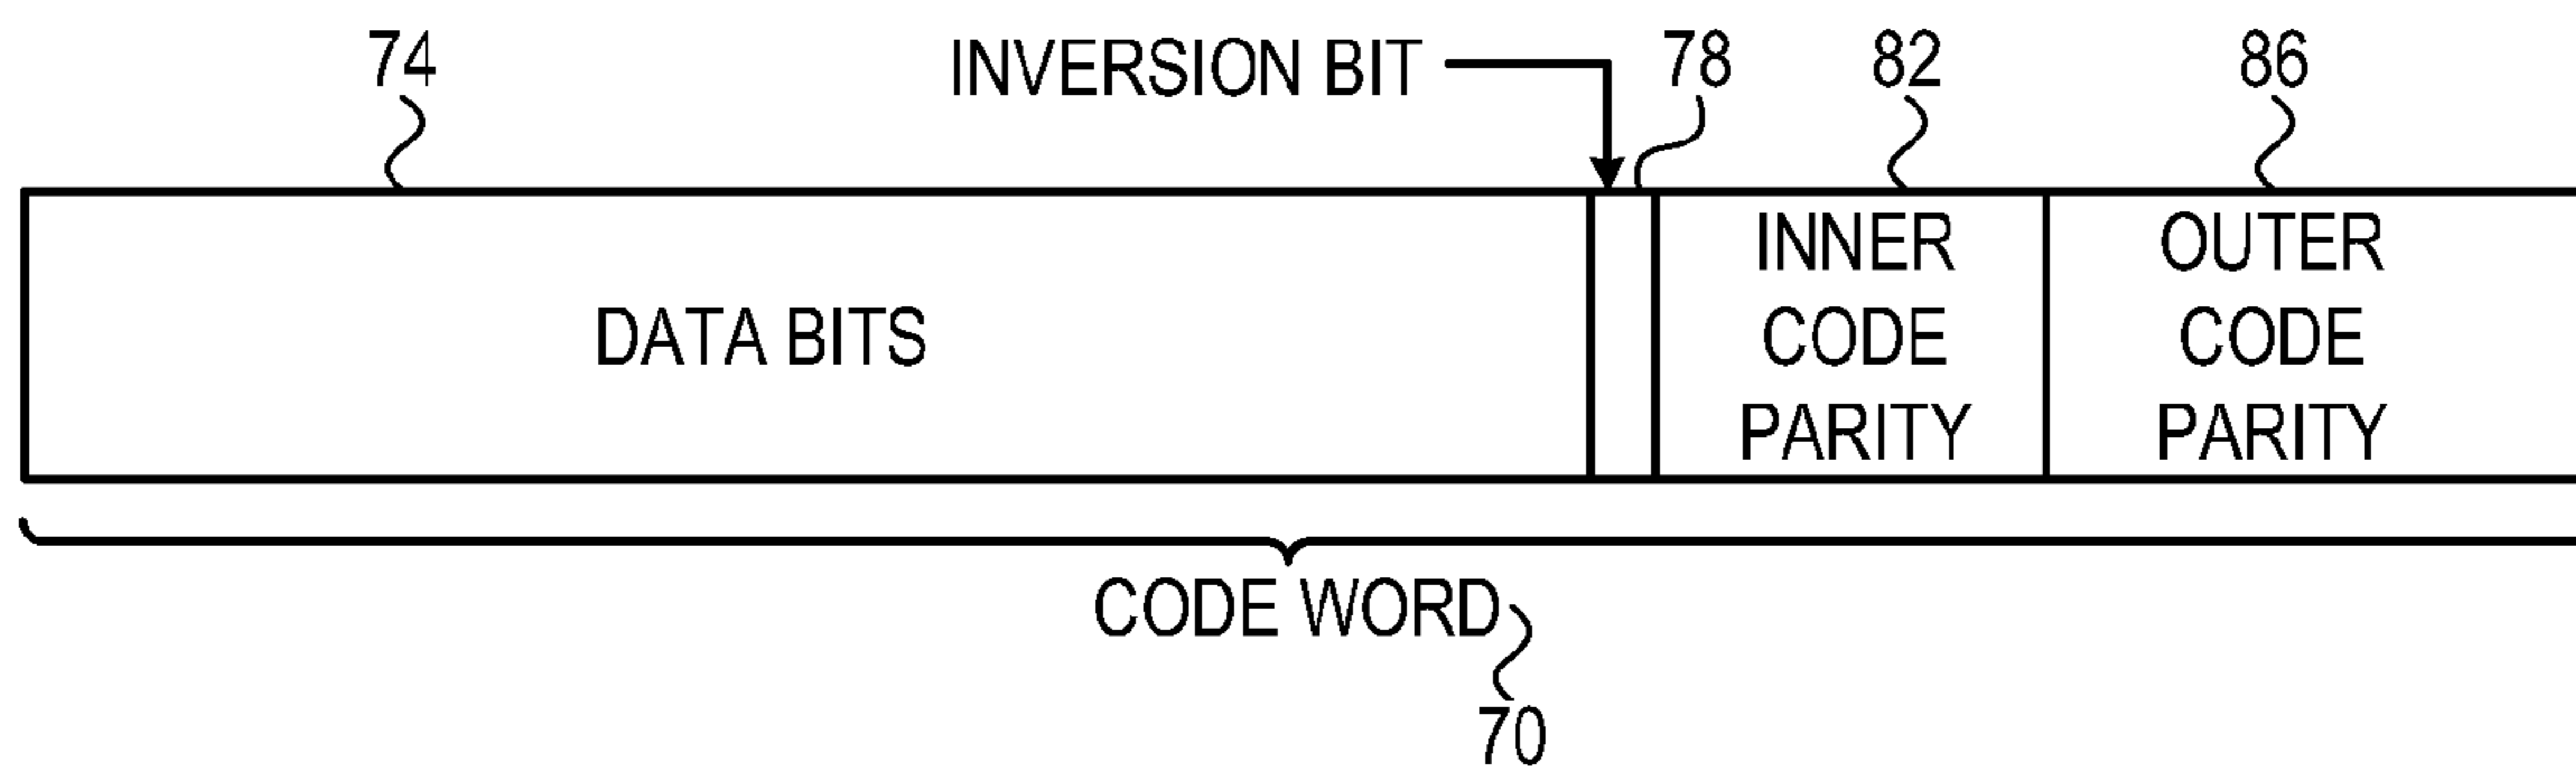 74
INVERSION BIT
78
82
86
DATA BITS
INNER
CODE
PARITY
OUTER
CODE
PARITY
CODE WORD
70